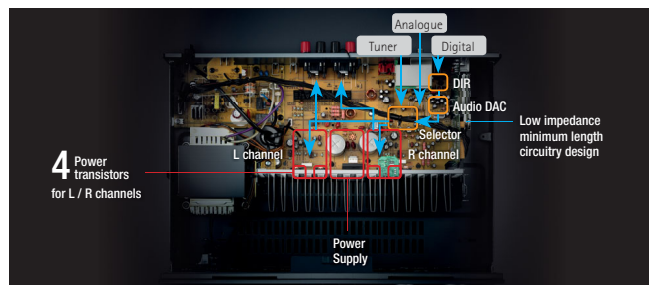 Analogue
Tuner
Digital
DIR
Audio DAC
Selector
Low impedance
minimum length
circuitry design
L channel
R channel
4 Power
transistors
for L / R channels
Power
Supply